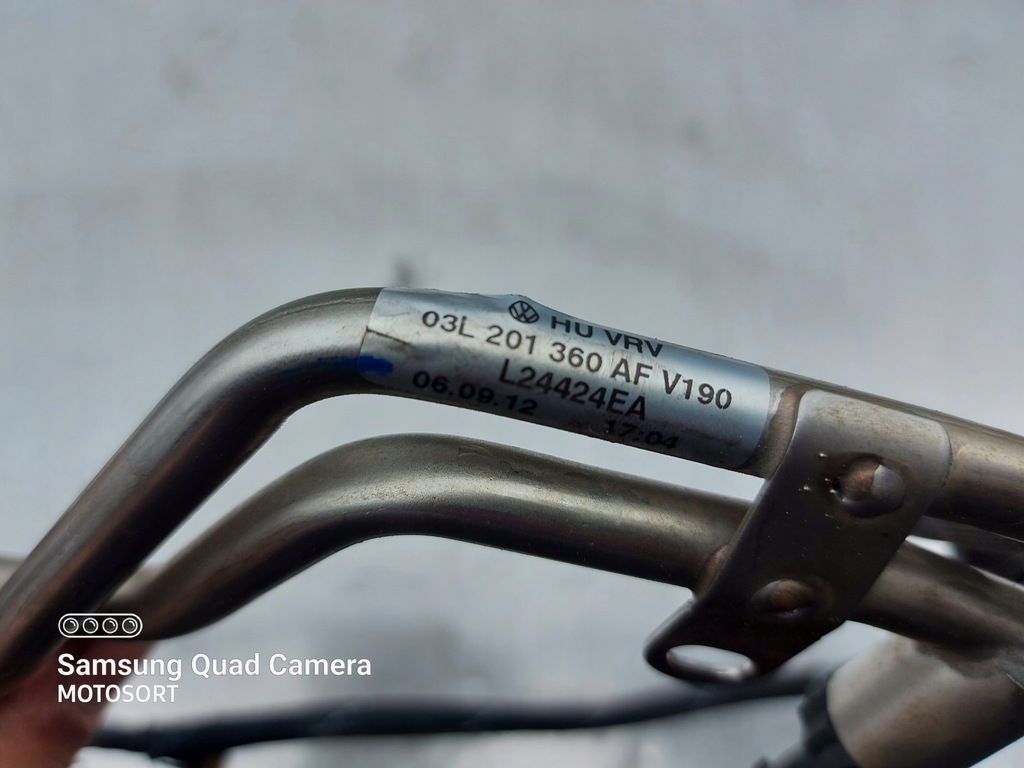 HU VRV
03L 201 360 AF V190
L24424EA
06.09.12 17:04
Samsung Quad Camera
MOTOSORT